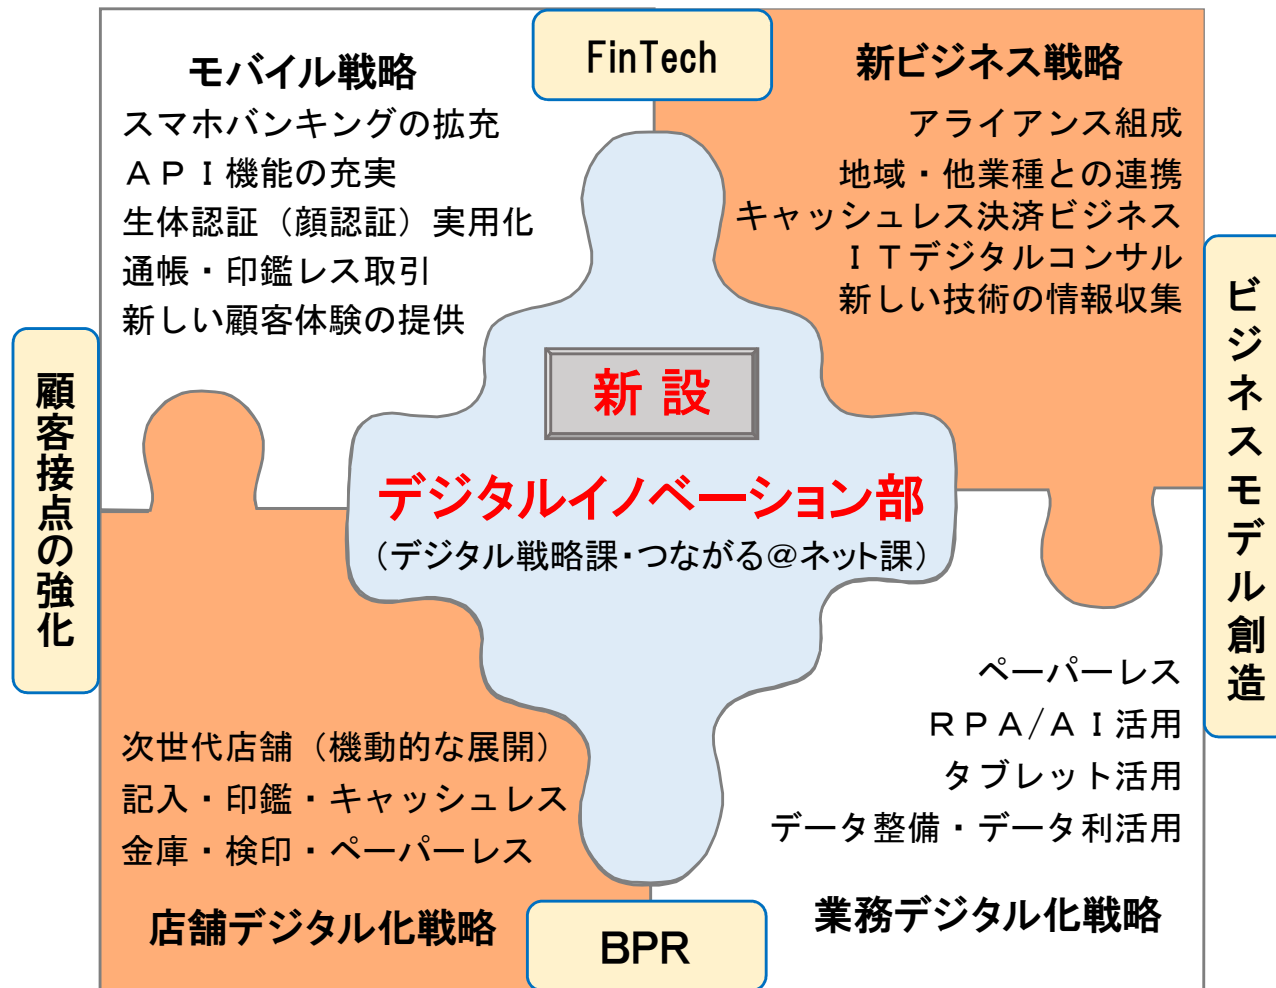 FinTech
モバイル戦略
スマホバンキングの拡充
ＡＰＩ機能の充実
生体認証（顔認証）実用化
通帳・印鑑レス取引
新しい顧客体験の提供
新ビジネス戦略
アライアンス組成
地域・他業種との連携
キャッシュレス決済ビジネス
ＩＴデジタルコンサル
新しい技術の情報収集
顧客接点の強化
ビジネスモデル創造
新 設
デジタルイノベーション部
（デジタル戦略課・つながる＠ネット課）
次世代店舗（機動的な展開）
記入・印鑑・キャッシュレス
金庫・検印・ペーパーレス
店舗デジタル化戦略
ペーパーレス
ＲＰＡ/ＡＩ活用
タブレット活用
データ整備・データ利活用
業務デジタル化戦略
BPR